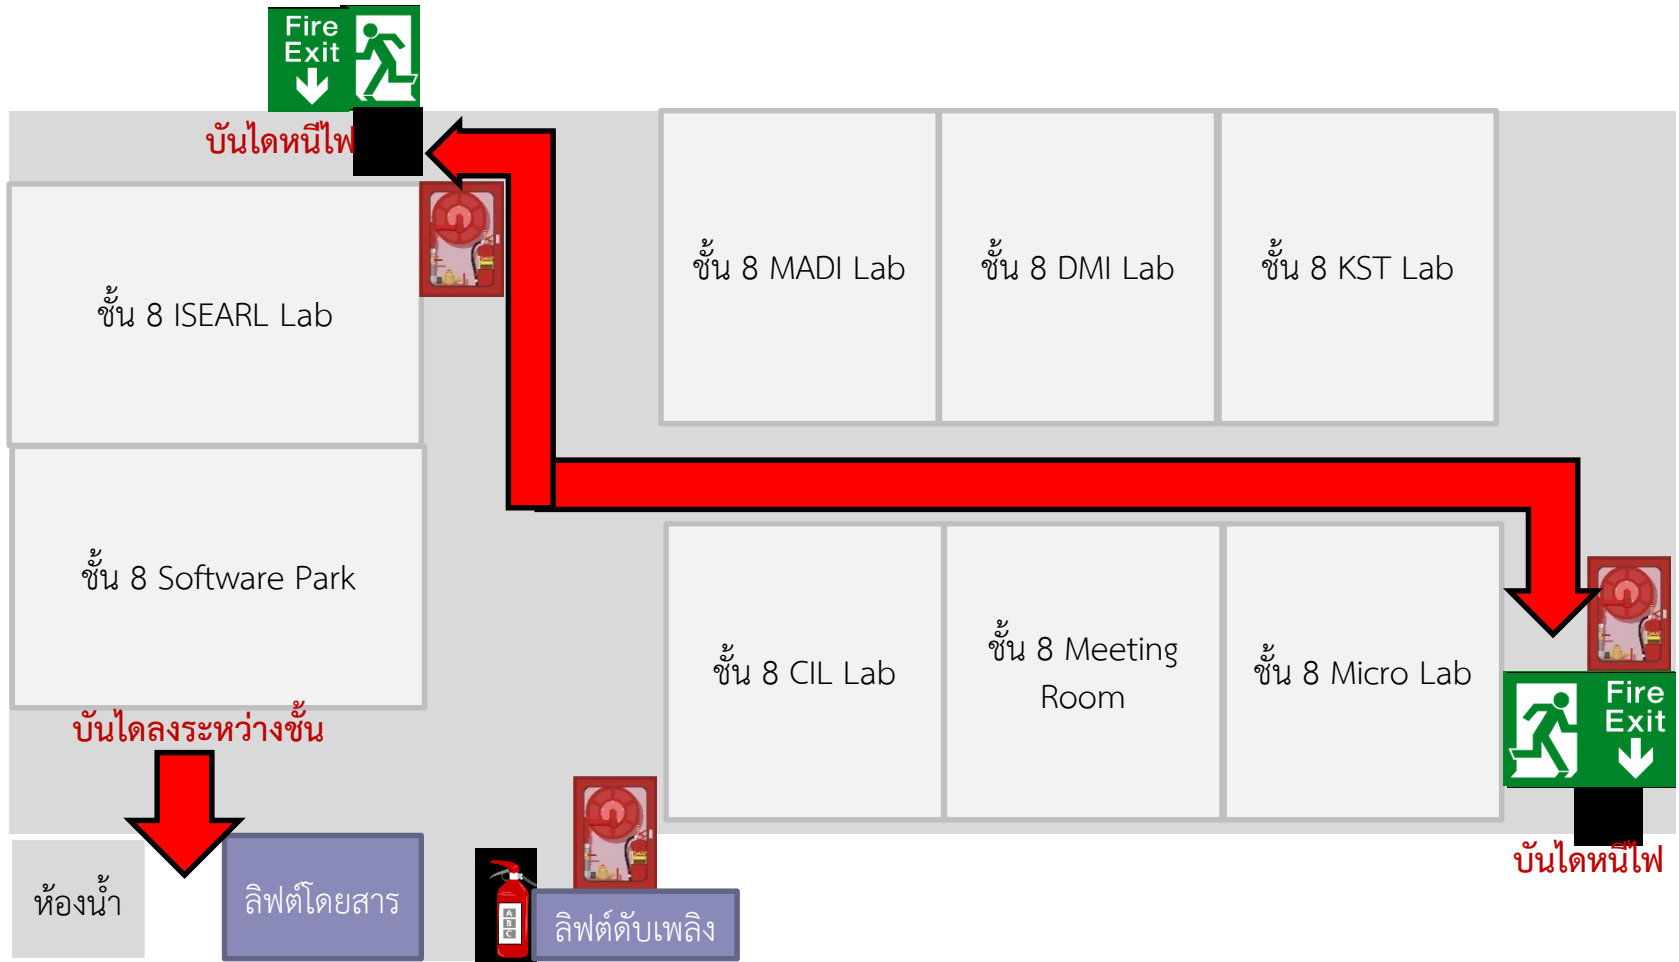 Fire
Exit
บันไดหนีไฟ
ชั้น 8 MADI Lab
ชั้น 8 DMI Lab
ชั้น 8 KST Lab
ชั้น 8 ISEARL Lab
ชั้น 8 Software Park
ชั้น 8 CIL Lab
ชั้น 8 Meeting
Room
ชั้น 8 Micro Lab
Fire
Exit
บันไดลงระหว่างชั้น
บันไดหนีไฟ
ห้องน้ำ
ลิฟต์โดยสาร
A
B
C
ลิฟต์ดับเพลิง